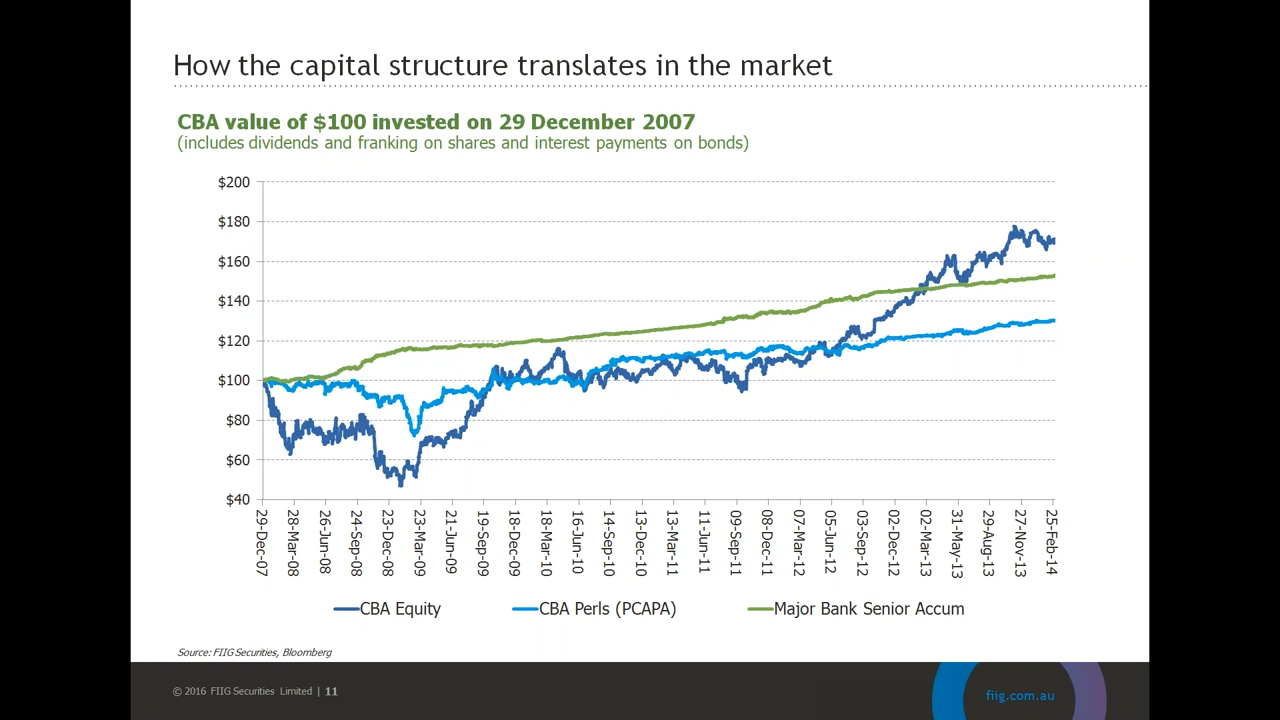 How the capital structure translates in the market
CBA value of $100 invested on 29 December 2007
(includes dividends and franking on shares and interest payments on bonds)
$200
$180
$160
$140
$120
$100
$80
$60
$40
29-Dec-07
28-Mar-08
26-Jun-08
24-Sep-08
23-Dec-08
23-Mar-09
21-Jun-09
19-Sep-09
18-Dec-09
18-Mar-10
16-Jun-10
14-Sep-10
13-Dec-10
13-Mar-11
11-Jun-11
09-Sep-11
08-Dec-11
07-Mar-12
05-Jun-12
03-Sep-12
02-Dec-12
02-Mar-13
31-May-13
29-Aug-13
27-Nov-13
25-Feb-14
CBA Equity
CBA Perls (PCAPA)
Major Bank Senior Accum
Source: FIIG Securities, Bloomberg
© 2016 FIIG Securities Limited | 11
fiig.com.au